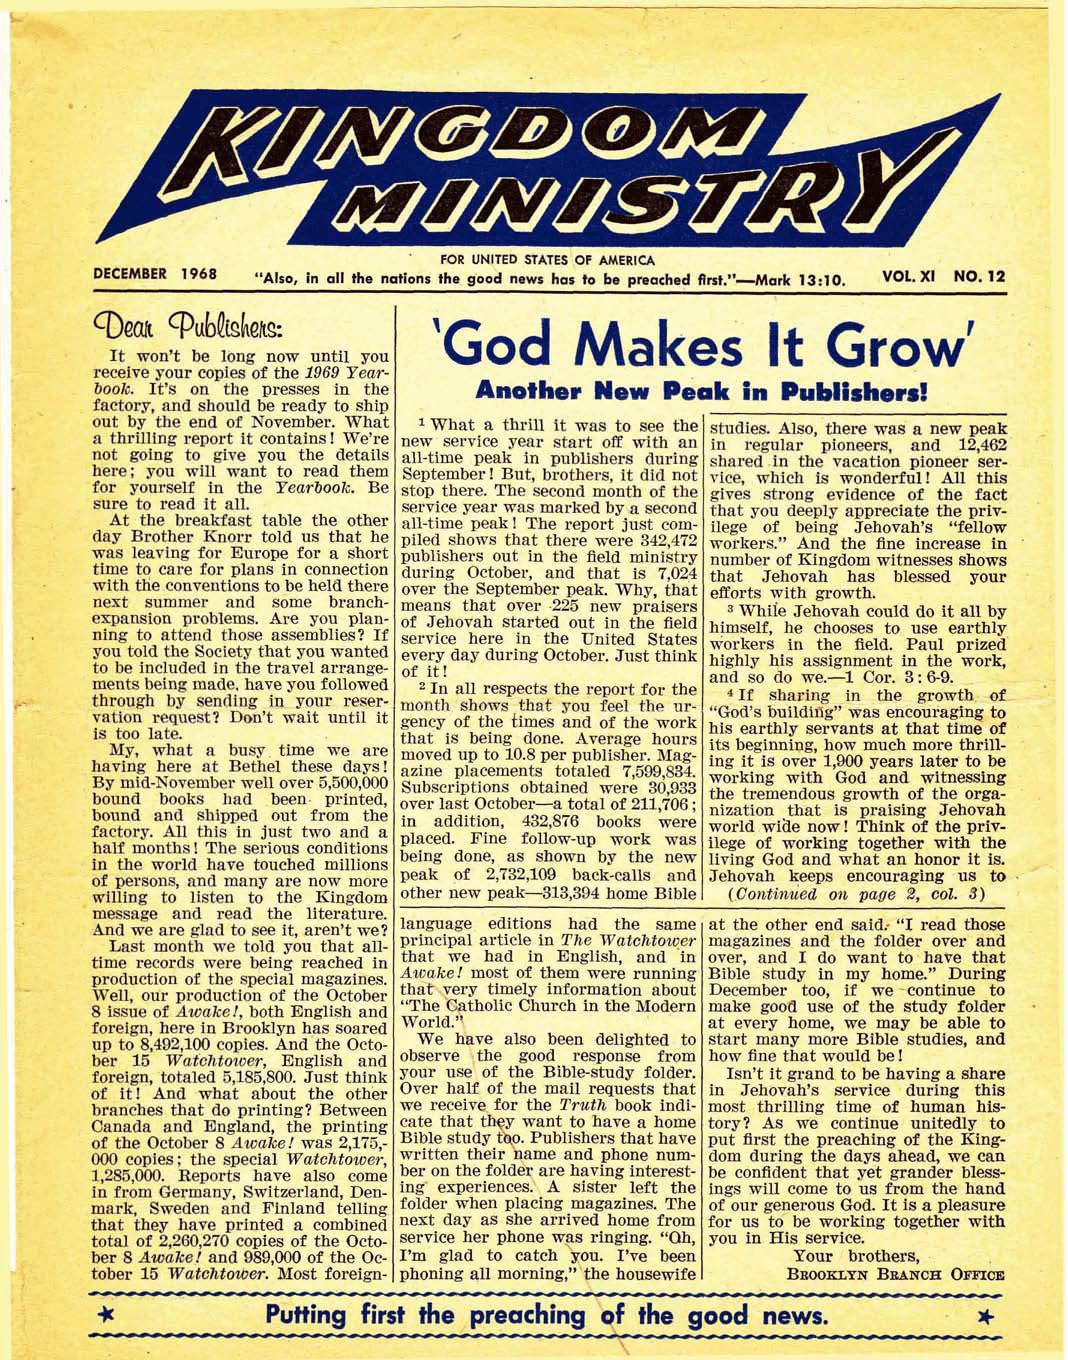 KINGDOM
MINISTRY
FOR UNITED STATES OF AMERICA
DECEMBER 1968 "Also, in all the nations the good news has to be preached first."—Mark 13:10. VOL. XI NO. 12
Dear Publishers:
It won't be long now until you
receive your copies of the 1969 Year-
book. It's on the presses in the
factory, and should be ready to ship
out by the end of November. What
a thrilling report it contains! We're
not going to give you the details
here; you will want to read them
for yourself in the Yearbook. Be
sure to read it all.
At the breakfast table the other
day Brother Knorr told us that he
was leaving for Europe for a short
time to care for plans in connection
with the conventions to be held there
next summer and some branch-
expansion problems. Are you plan-
ning to attend those assemblies? If
you told the Society that you wanted
to be included in the travel arrange-
ments being made, have you followed
through by sending in your reser-
vation request? Don't wait until it
is too late.
My, what a busy time we are
having here at Bethel these days!
By mid-November well over 5,500,000
bound books had been printed,
bound and shipped out from the
factory. All this in just two and a
half months! The serious conditions
in the world have touched millions
of persons, and many are now more
willing to listen to the Kingdom
message and read the literature.
And we are glad to see it, aren't we?
Last month we told you that all-
time records were being reached in
production of the special magazines.
Well, our production of the October
8 issue of Awake!, both English and
foreign, here in Brooklyn has soared
up to 8,492,100 copies. And the Octo-
ber 15 Watchtower, English and
foreign, totaled 5,185,800. Just think
of it! And what about the other
branches that do printing? Between
Canada and England, the printing
of the October 8 Awake! was 2,175,-
000 copies; the special Watchtower,
1,285,000. Reports have also come
in from Germany, Switzerland, Den-
mark, Sweden and Finland telling
that they have printed a combined
total of 2,260,270 copies of the Octo-
ber 8 Awake! and 989,000 of the Oc-
tober 15 Watchtower. Most foreign-
'God Makes It Grow'
Another New Peak in Publishers!
1 What a thrill it was to see the
new service year start off with an
all-time peak in publishers during
September! But, brothers, it did not
stop there. The second month of the
service year was marked by a second
all-time peak! The report just com-
piled shows that there were 342,472
publishers out in the field ministry
during October, and that is 7,024
over the September peak. Why, that
means that over 225 new praisers
of Jehovah started out in the field
service here in the United States
every day during October. Just think
of it!
2 In all respects the report for the
month shows that you feel the ur-
gency of the times and of the work
that is being done. Average hours
moved up to 10.8 per publisher. Mag-
azine placements totaled 7,599,834.
Subscriptions obtained were 30,933
over last October—a total of 211,706;
in addition, 432,876 books were
placed. Fine follow-up work was
being done, as shown by the new
peak of 2,732,109 back-calls and
other new peak—313,394 home Bible
studies. Also, there was a new peak
in regular pioneers, and 12,462
shared in the vacation pioneer ser-
vice, which is wonderful! All this
gives strong evidence of the fact
that you deeply appreciate the priv-
ilege of being Jehovah's "fellow
workers." And the fine increase in
number of Kingdom witnesses shows
that Jehovah has blessed your
efforts with growth.
3 While Jehovah could do it all by
himself, he chooses to use earthly
workers in the field. Paul prized
highly his assignment in the work,
and so do we.—1 Cor. 3:6-9.
4 If sharing in the growth of
"God's building" was encouraging to
his earthly servants at that time of
its beginning, how much more thrill-
ing it is over 1,900 years later to be
working with God and witnessing
the tremendous growth of the orga-
nization that is praising Jehovah
world wide now! Think of the priv-
ilege of working together with the
living God and what an honor it is.
Jehovah keeps encouraging us to
(Continued on page 2, col. 3)
language editions had the same
principal article in The Watchtower
that we had in English, and in
Awake! most of them were running
that very timely information about
"The Catholic Church in the Modern
World."
We have also been delighted to
observe the good response from
your use of the Bible-study folder.
Over half of the mail requests that
we receive for the Truth book indi-
cate that they want to have a home
Bible study too. Publishers that have
written their name and phone num-
ber on the folder are having interest-
ing experiences. A sister left the
folder when placing magazines. The
next day as she arrived home from
service her phone was ringing. "Oh,
I'm glad to catch you. I've been
phoning all morning," the housewife
at the other end said. "I read those
magazines and the folder over and
over, and I do want to have that
Bible study in my home." During
December too, if we continue to
make good use of the study folder
at every home, we may be able to
start many more Bible studies, and
how fine that would be!
Isn't it grand to be having a share
in Jehovah's service during this
most thrilling time of human his-
tory? As we continue unitedly to
put first the preaching of the King-
dom during the days ahead, we can
be confident that yet grander bless-
ings will come to us from the hand
of our generous God. It is a pleasure
for us to be working together with
you in His service.
Your brothers,
BROOKLYN BRANCH OFFICE
★ Putting first the preaching of the good news. ★